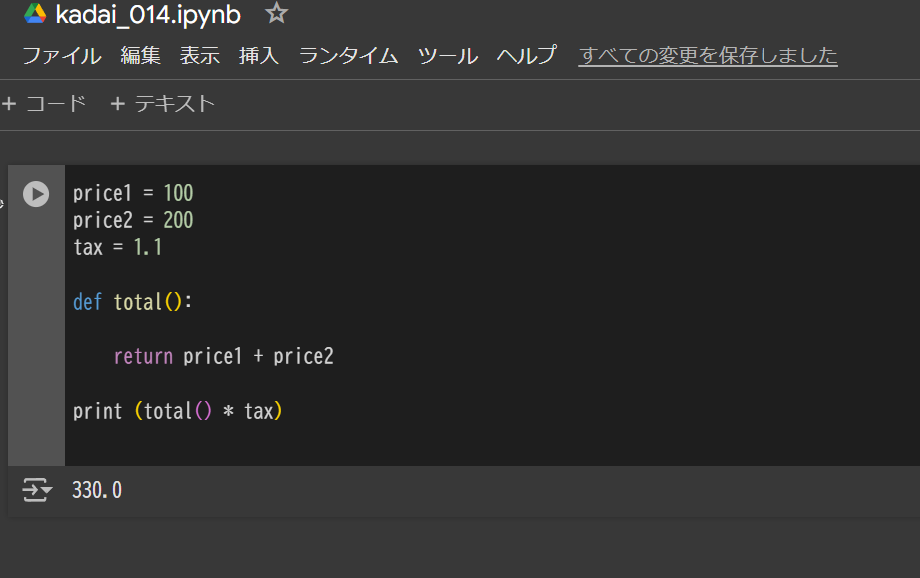 kadai_014.ipynb
ファイル 編集 表示 挿入 ランタイム ツール ヘルプ すべての変更を保存しました
+ コード + テキスト
price1 = 100
price2 = 200
tax = 1.1
def total():
return price1 + price2
print (total() * tax)
330.0